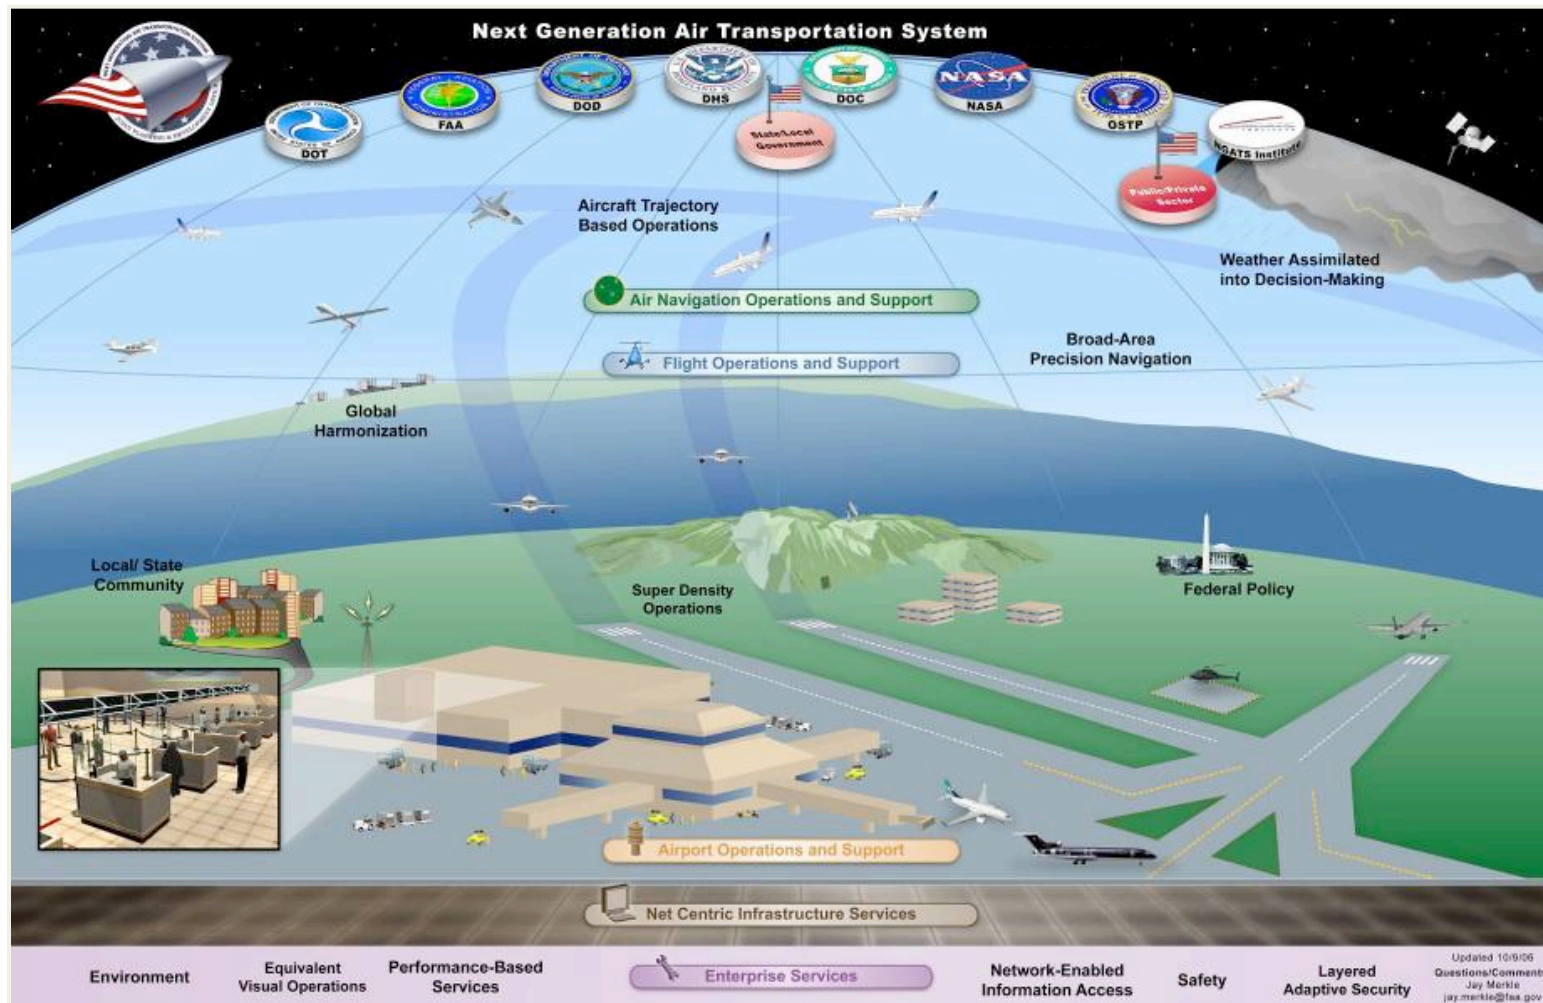 Next Generation Air Transportation System
DOT
FAA
DOD
DHS
DOC
NASA
NASA
OSTP
NGATS Institute
State/Local
Government
Public/Private
Sector
Aircraft Trajectory
Based Operations
Weather Assimilated
into Decision-Making
Air Navigation Operations and Support
Broad-Area
Precision Navigation
Flight Operations and Support
Global
Harmonization
Local/ State
Community
Super Density
Operations
Federal Policy
Airport Operations and Support
Net Centric Infrastructure Services
Environment
Equivalent
Visual Operations
Performance-Based
Services
Enterprise Services
Network-Enabled
Information Access
Safety
Layered
Adaptive Security
Updated 10/9/06
Questions/Comments
Jay Merkle
jay.merkle@faa.gov